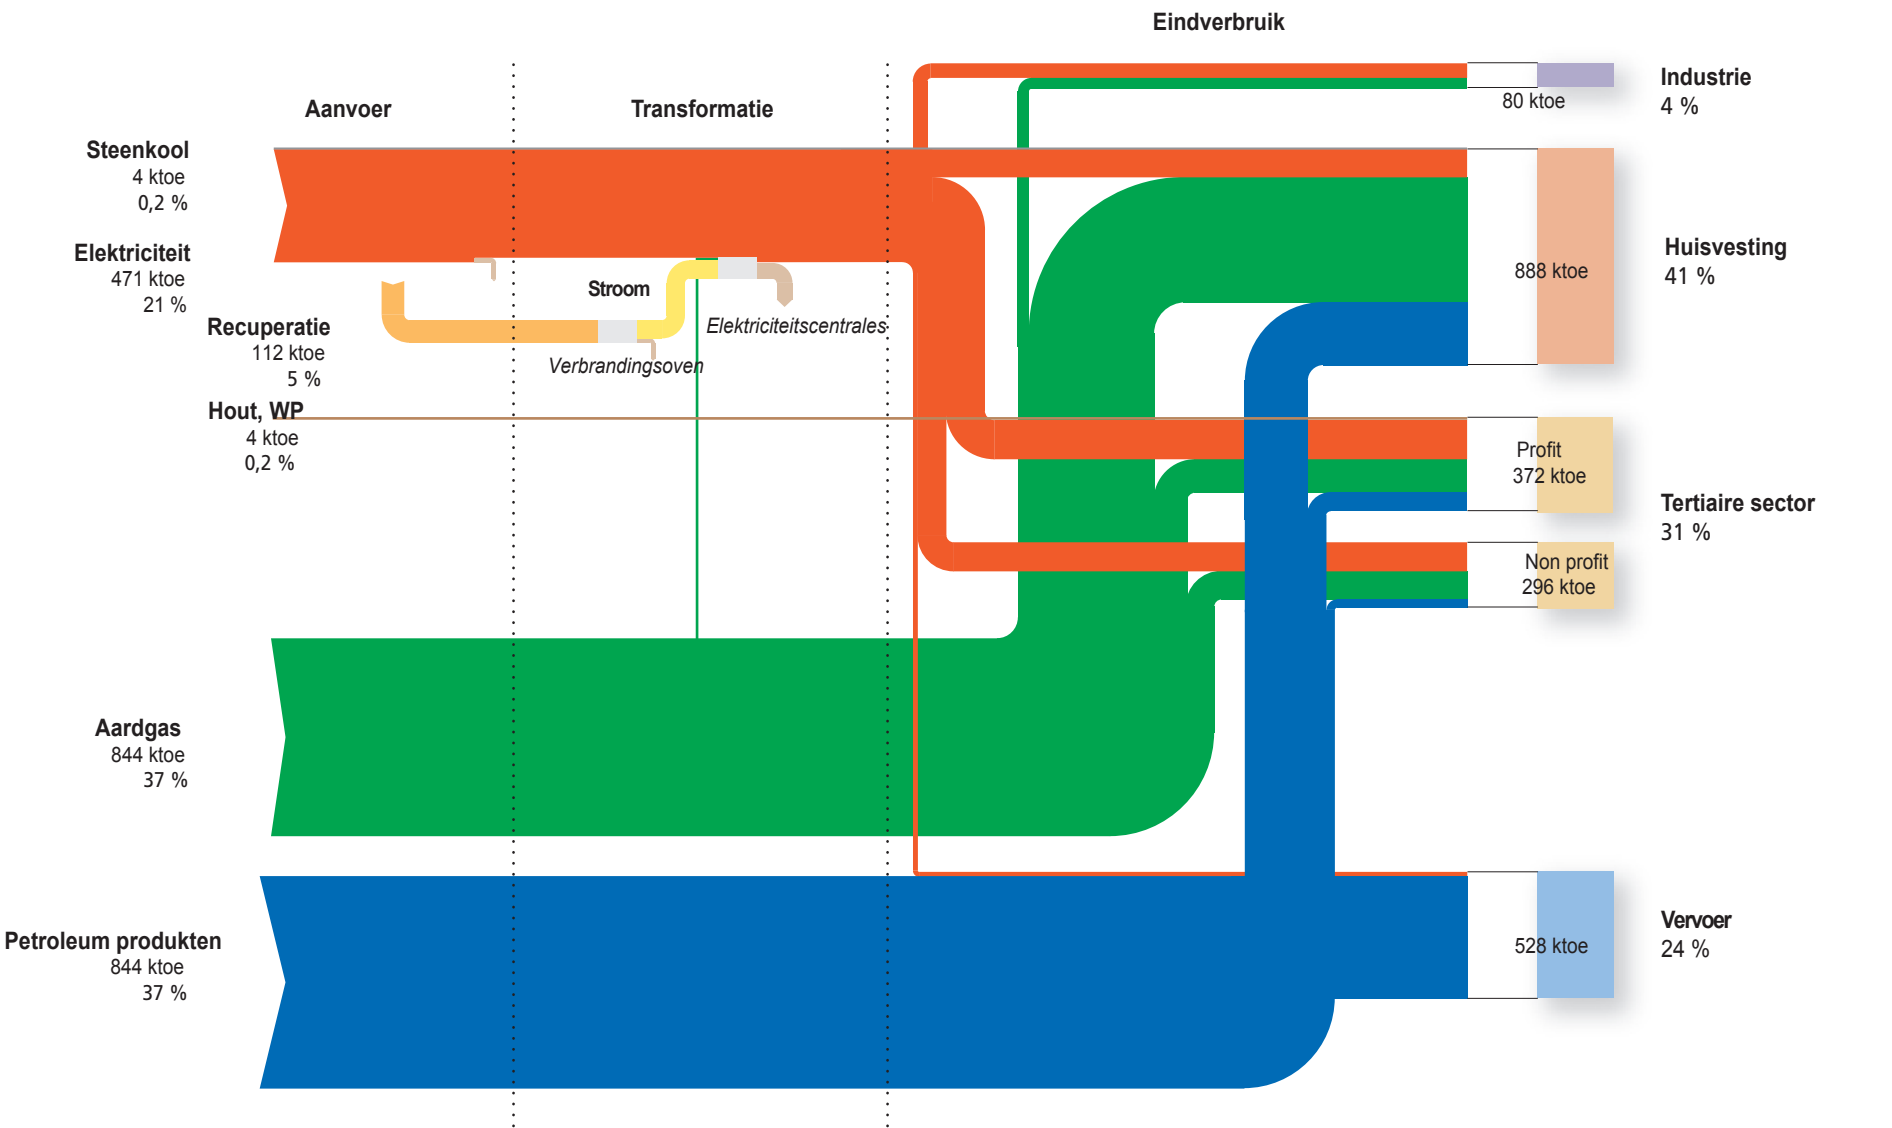 Eindverbruik
Aanvoer
Transformatie
Steenkool
4 ktoe
0,2 %
Elektriciteit
471 ktoe
21 %
Recuperatie
112 ktoe
5 %
Hout, WP
4 ktoe
0,2 %
Aardgas
844 ktoe
37 %
Petroleum produkten
844 ktoe
37 %
Stroom
Elektriciteitscentrales
Verbrandingsoven
80 ktoe
Industrie
4 %
888 ktoe
Huisvesting
41 %
Profit
372 ktoe
Non profit
296 ktoe
Tertiaire sector
31 %
528 ktoe
Vervoer
24 %